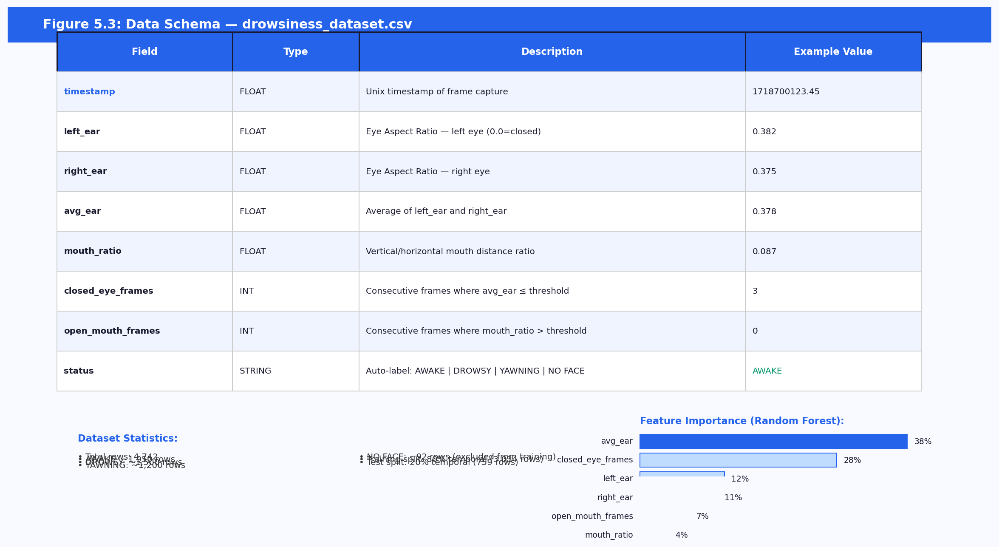 Figure 5.3: Data Schema — drowsiness_dataset.csv
Field Type Description Example Value
timestamp FLOAT Unix timestamp of frame capture 1718700123.45
left_ear FLOAT Eye Aspect Ratio — left eye (0.0=closed) 0.382
right_ear FLOAT Eye Aspect Ratio — right eye 0.375
avg_ear FLOAT Average of left_ear and right_ear 0.378
mouth_ratio FLOAT Vertical/horizontal mouth distance ratio 0.087
closed_eye_frames INT Consecutive frames where avg_ear ≤ threshold 3
open_mouth_frames INT Consecutive frames where mouth_ratio > threshold 0
status STRING Auto-label: AWAKE | DROWSY | YAWNING | NO FACE AWAKE
Dataset Statistics:
• Total rows: 4,742
• AWAKE: ~1,950 rows
• DROWSY: ~1,500 rows
• YAWNING: ~1,200 rows
• NO FACE: ~92 rows (excluded from training)
• Training split: 80% temporal (3,034 rows)
• Test split: 20% temporal (759 rows)
Feature Importance (Random Forest):
avg_ear 38%
closed_eye_frames 28%
left_ear 12%
right_ear 11%
open_mouth_frames 7%
mouth_ratio 4%